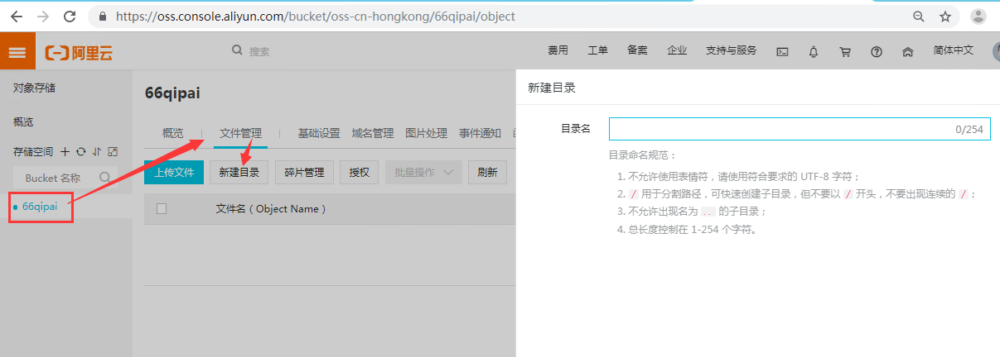 https://oss.console.aliyun.com/bucket/oss-cn-hongkong/66qipai/object
阿里云 搜索 费用 工单 备案 企业 支持与服务 简体中文
对象存储
概览
存储空间
Bucket 名称
66qipai
66qipai
概览 文件管理 基础设置 域名管理 图片处理 事件通知
上传文件 新建目录 碎片管理 授权 批量操作 刷新
文件名 ( Object Name )
新建目录
目录名 0/254
目录命名规范：
1. 不允许使用表情符，请使用符合要求的 UTF-8 字符；
2. / 用于分割路径，可快速创建子目录，但不要以 / 开头，不要出现连续的 / ；
3. 不允许出现名为 .. 的子目录；
4. 总长度控制在 1-254 个字符。